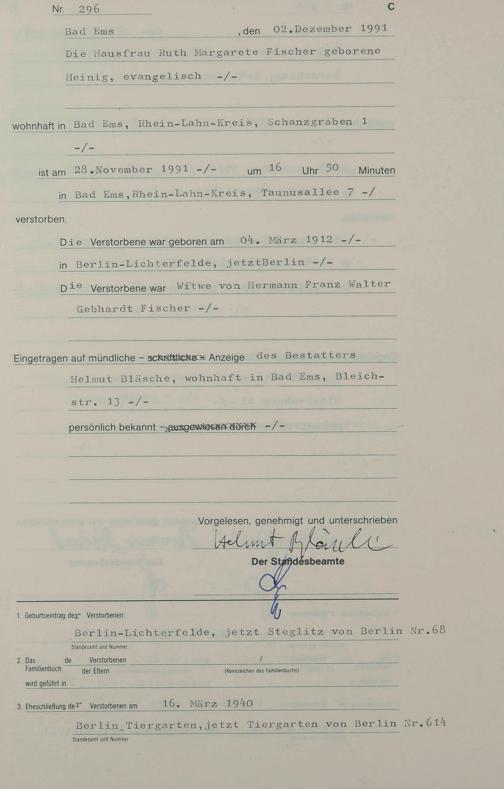 Nr. 296 C
Bad Ems , den 02.Dezember 1991
Die Hausfrau Ruth Margarete Fischer geborene
Heinig, evangelisch -/-
wohnhaft in Bad Ems, Rhein-Lahn-Kreis, Schanzgraben 1
-/-
ist am 28.November 1991 -/- um 16 Uhr 50 Minuten
in Bad Ems,Rhein-Lahn-Kreis, Taunusallee 7 -/
verstorben.
Die Verstorbene war geboren am 04. März 1912 -/-
in Berlin-Lichterfelde, jetztBerlin -/-
Die Verstorbene war Witwe von Hermann Franz Walter
Gebhardt Fischer -/-
Eingetragen auf mündliche - schriftliche - Anzeige des Bestatters
Helmut Bläsche, wohnhaft in Bad Ems, Bleich-
str. 13 -/-
persönlich bekannt - ausgewiesen durch -/-
Vorgelesen, genehmigt und unterschrieben
Helmut Bläsche
Der Standesbeamte
1. Geburtseintrag der Verstorbenen
Berlin-Lichterfelde, jetzt Steglitz von Berlin Nr.68
Standesamt und Nummer
2. Das Familienbuch de Verstorbenen /
der Eltern (Kennzeichen des Familienbuchs)
wird geführt in
3. Eheschließung der Verstorbenen am 16. März 1940
Berlin_Tiergarten,jetzt Tiergarten von Berlin Nr.614
Standesamt und Nummer